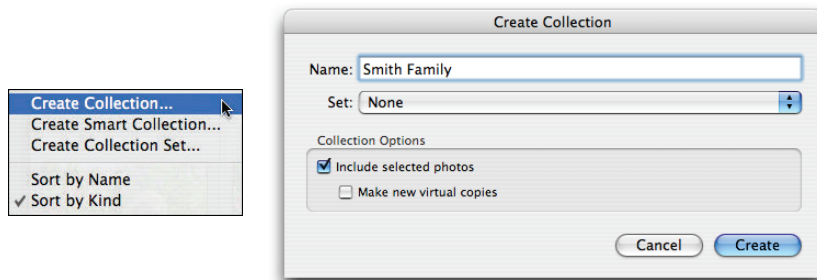 Create Collection...
Create Smart Collection...
Create Collection Set...
Sort by Name
✓ Sort by Kind
Create Collection
Name: Smith Family
Set: None
Collection Options
Include selected photos
Make new virtual copies
Cancel Create